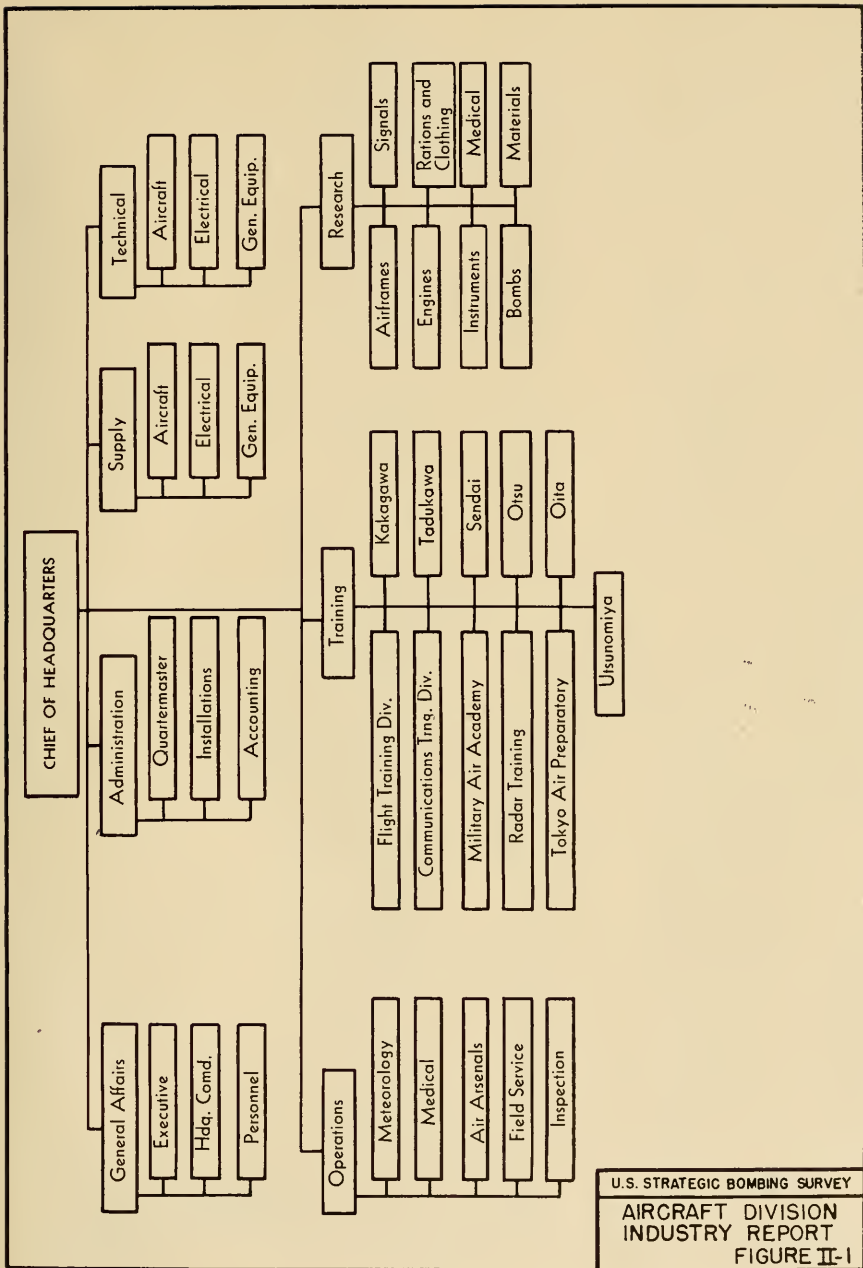 CHIEF OF HEADQUARTERS
General Affairs
Executive
Hdq. Comd.
Personnel
Administration
Quartermaster
Installations
Accounting
Supply
Aircraft
Electrical
Gen. Equip.
Technical
Aircraft
Electrical
Gen. Equip.
Operations
Meteorology
Medical
Air Arsenals
Field Service
Inspection
Training
Flight Training Div.
Kakagawa
Communications Trng. Div.
Tadukawa
Military Air Academy
Sendai
Radar Training
Otsu
Tokyo Air Preparatory
Oita
Utsunomiya
Research
Airframes
Signals
Engines
Rations and
Clothing
Instruments
Medical
Bombs
Materials
U.S. STRATEGIC BOMBING SURVEY
AIRCRAFT DIVISION
INDUSTRY REPORT
FIGURE II-1